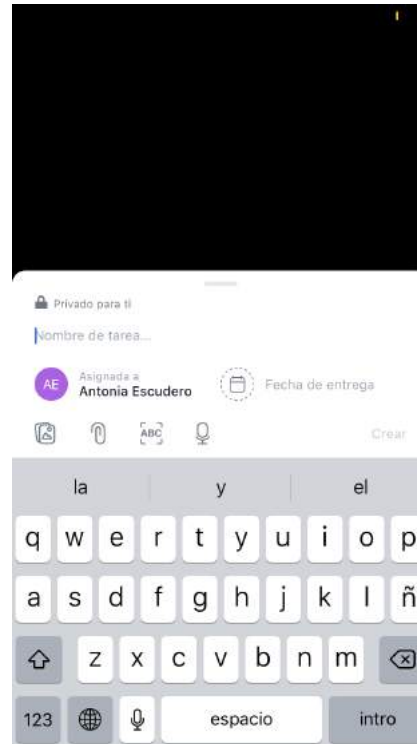 Privado para ti
Nombre de tarea...
AE
Asignada a
Antonia Escudero
Fecha de entrega
ABC
Crear
la y el
q w e r t y u i o p
a s d f g h j k l ñ
z x c v b n m
123 espacio intro